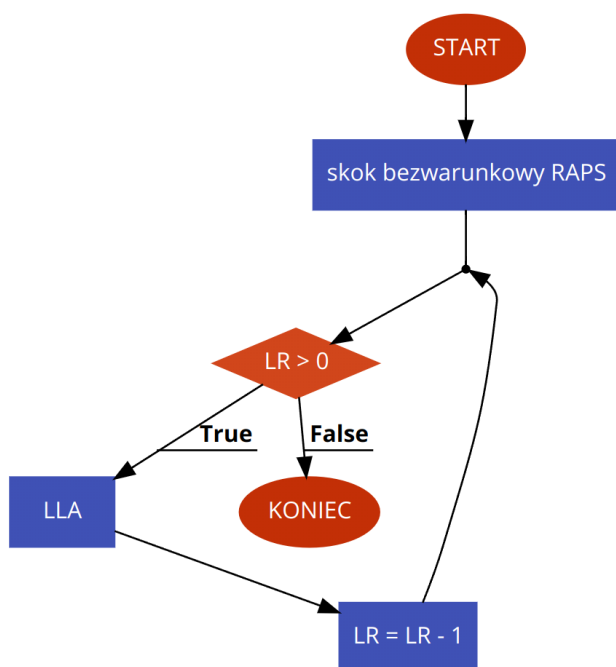 START
skok bezwarunkowy RAPS
LR > 0
True
False
LLA
KONIEC
LR = LR - 1